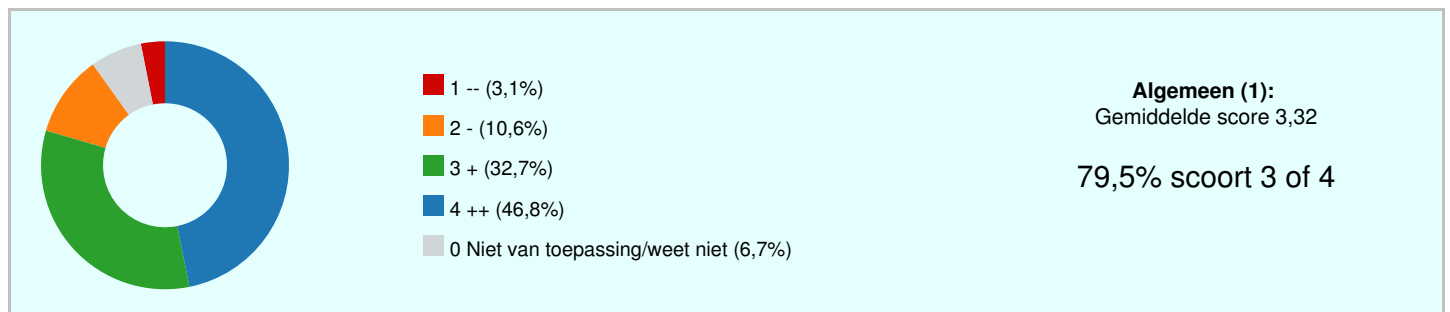 1 -- (3,1%)
2 - (10,6%)
3 + (32,7%)
4 ++ (46,8%)
0 Niet van toepassing/weet niet (6,7%)
Algemeen (1):
Gemiddelde score 3,32
79,5% scoort 3 of 4